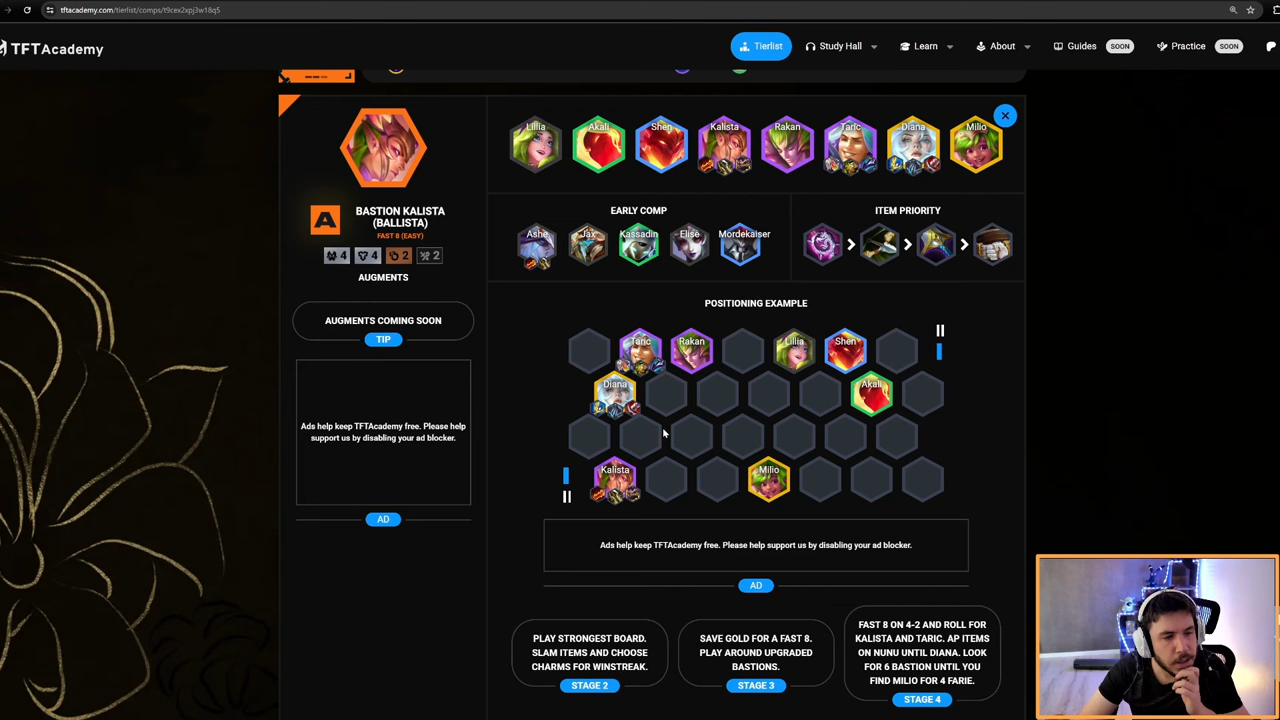 tftacademy.com/tierlist/comps/t9cex2xpj3w18q5
TFTAcademy
Tierlist
Study Hall
Learn
About
Guides
SOON
Practice
SOON
BASTION KALISTA
(BALLISTA)
A
FAST 8 (EASY)
4
4
2
2
AUGMENTS
AUGMENTS COMING SOON
TIP
Ads help keep TFTAcademy free. Please help
support us by disabling your ad blocker.
AD
Lillia
Akali
Shen
Kalista
Rakan
Taric
Diana
Milio
EARLY COMP
Ashe
Jax
Kassadin
Elise
Mordekaiser
ITEM PRIORITY
POSITIONING EXAMPLE
Taric
Rakan
Lillia
Shen
Diana
Akali
Kalista
Milio
Ads help keep TFTAcademy free. Please help support us by disabling your ad blocker.
AD
PLAY STRONGEST BOARD.
SLAM ITEMS AND CHOOSE
CHARMS FOR WINSTREAK.
STAGE 2
SAVE GOLD FOR A FAST 8.
PLAY AROUND UPGRADED
BASTIONS.
STAGE 3
FAST 8 ON 4-2 AND ROLL FOR
KALISTA AND TARIC. AP ITEMS
ON NUNU UNTIL DIANA. LOOK
FOR 6 BASTION UNTIL YOU
FIND MILIO FOR 4 FARIE.
STAGE 4